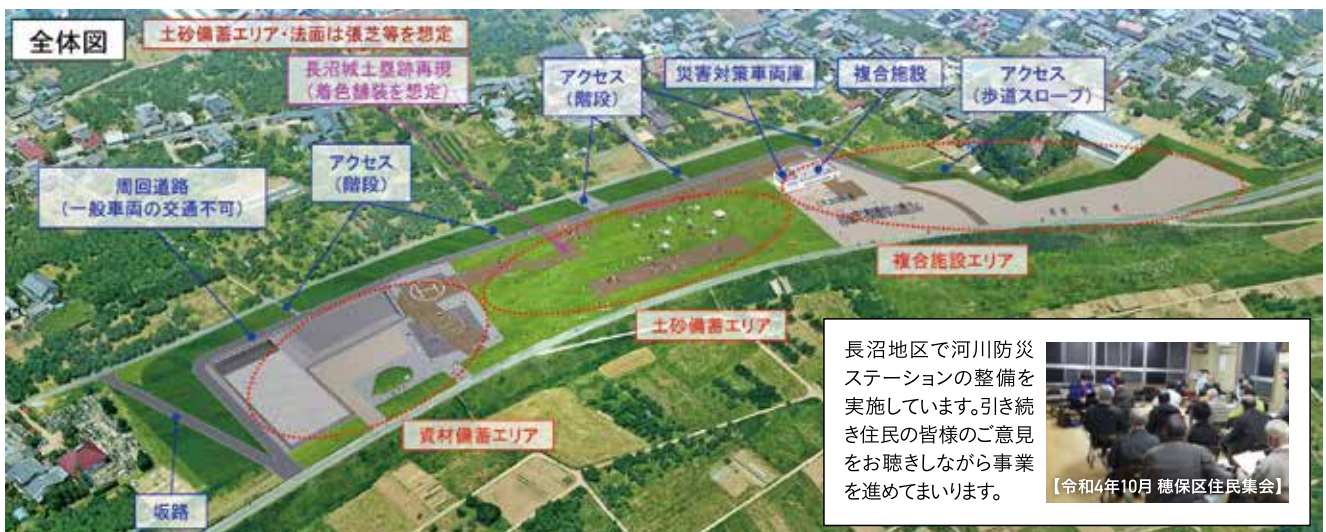 全体図
土砂備蓄エリア・法面は張芝等を想定
長沼城土塁跡再現
(着色舗装を想定)
アクセス
(階段)
災害対策車両庫
複合施設
アクセス
(歩道スロープ)
アクセス
(階段)
周回道路
(一般車両の交通不可)
複合施設エリア
土砂備蓄エリア
資材備蓄エリア
坂路
長沼地区で河川防災
ステーションの整備を
実施しています。引き続
き住民の皆様のご意見
をお聴きしながら事業
を進めてまいります。
【令和4年10月 穂保区住民集会】